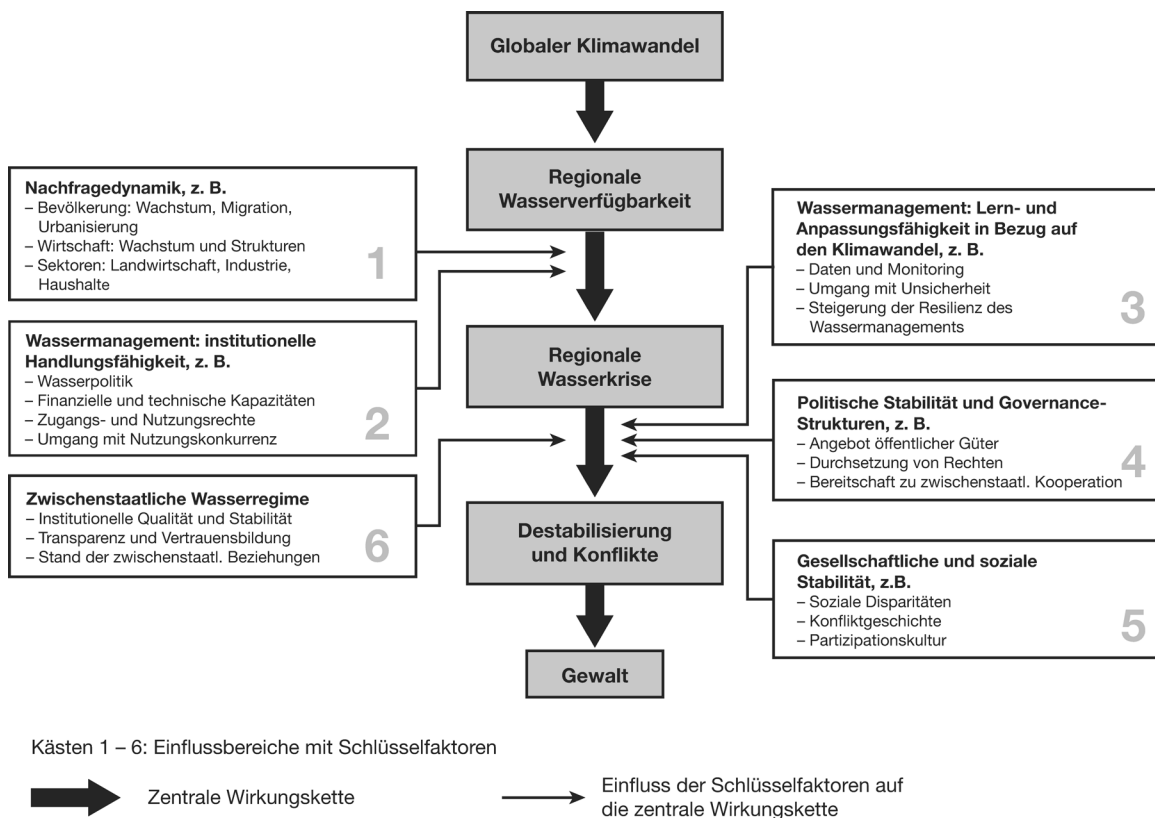 Globaler Klimawandel
Regionale
Wasserverfügbarkeit
Nachfragedynamik, z. B.
– Bevölkerung: Wachstum, Migration,
Urbanisierung
– Wirtschaft: Wachstum und Strukturen
– Sektoren: Landwirtschaft, Industrie,
Haushalte
1
Wassermanagement: institutionelle
Handlungsfähigkeit, z. B.
– Wasserpolitik
– Finanzielle und technische Kapazitäten
– Zugangs- und Nutzungsrechte
– Umgang mit Nutzungskonkurrenz
2
Zwischenstaatliche Wasserregime
– Institutionelle Qualität und Stabilität
– Transparenz und Vertrauensbildung
– Stand der zwischenstaatl. Beziehungen
6
Regionale
Wasserkrise
Destabilisierung
und Konflikte
Gewalt
Wassermanagement: Lern- und
Anpassungsfähigkeit in Bezug auf
den Klimawandel, z. B.
– Daten und Monitoring
– Umgang mit Unsicherheit
– Steigerung der Resilienz des
Wassermanagements
3
Politische Stabilität und Governance-
Strukturen, z. B.
– Angebot öffentlicher Güter
– Durchsetzung von Rechten
– Bereitschaft zu zwischenstaatl. Kooperation
4
Gesellschaftliche und soziale
Stabilität, z.B.
– Soziale Disparitäten
– Konfliktgeschichte
– Partizipationskultur
5
Kästen 1 – 6: Einflussbereiche mit Schlüsselfaktoren
Zentrale Wirkungskette
Einfluss der Schlüsselfaktoren auf
die zentrale Wirkungskette